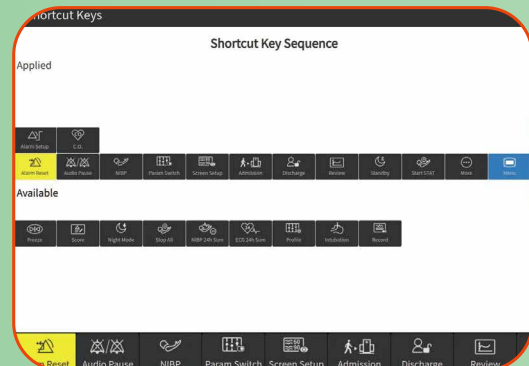 Shortcut Keys
Shortcut Key Sequence
Applied
Alarm Setup C.O.
Alarm Reset Audio Pause NIBP Param Switch Screen Setup Admission Discharge Review Standby Start STAT More Menu
Available
Freeze Score Night Mode Stop All NIBP 24h Sum ECG 24h Sum Profile Intubation Record
Alarm Reset Audio Pause NIBP Param Switch Screen Setup Admission Discharge Review